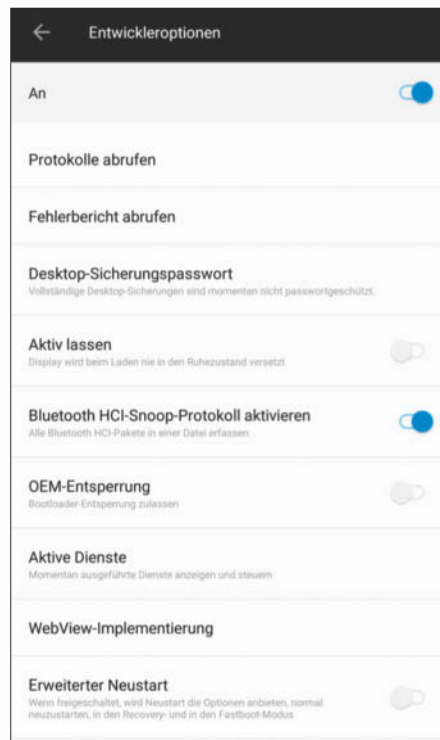 Entwickleroptionen
An
Protokolle abrufen
Fehlerbericht abrufen
Desktop-Sicherungspasswort
Vollständige Desktop-Sicherungen sind momentan nicht passwortgeschützt.
Aktiv lassen
Display wird beim Laden nie in den Ruhezustand versetzt
Bluetooth HCI-Snoop-Protokoll aktivieren
Alle Bluetooth HCI-Pakete in einer Datei erfassen
OEM-Entsperrung
Bootloader-Entsperrung zulassen
Aktive Dienste
Momentan ausgeführte Dienste anzeigen und steuern
WebView-Implementierung
Erweiterter Neustart
Wenn freigeschaltet, wird Neustart die Optionen anbieten, normal
neuzustarten, in den Recovery- und in den Fastboot-Modus